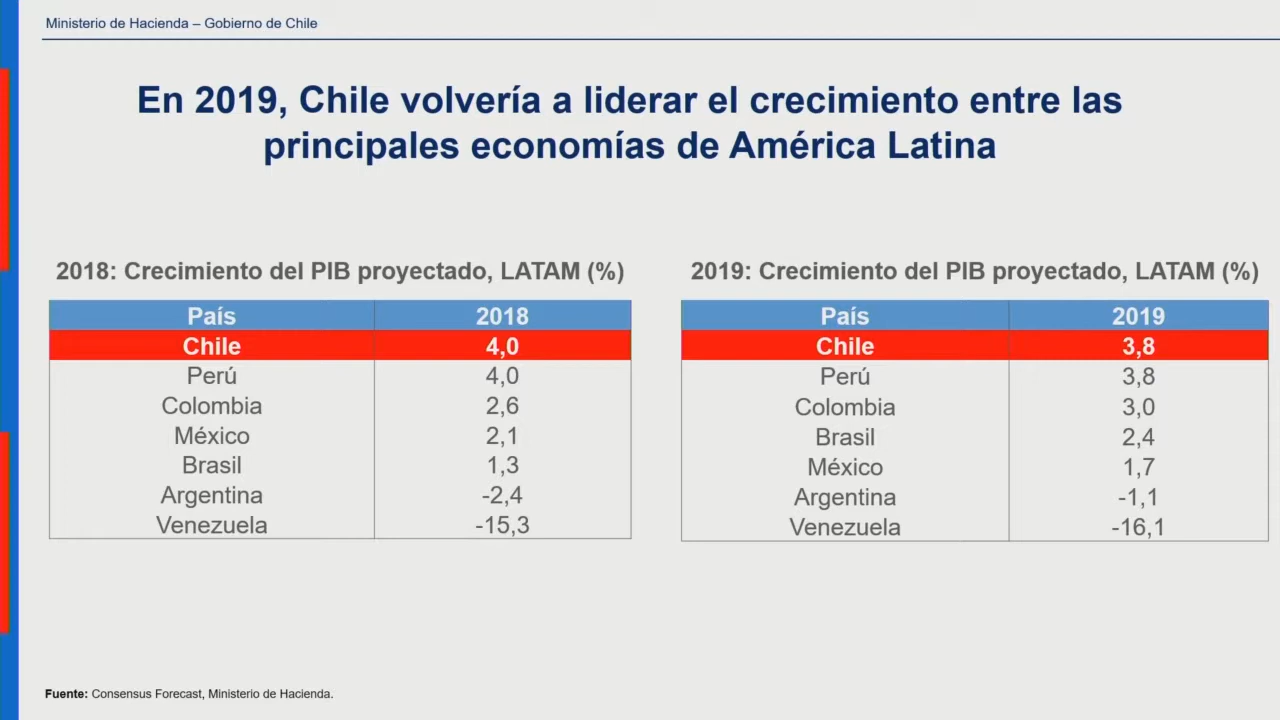 Ministerio de Hacienda – Gobierno de Chile
En 2019, Chile volvería a liderar el crecimiento entre las
principales economías de América Latina
2018: Crecimiento del PIB proyectado, LATAM (%)
País 2018
Chile 4,0
Perú 4,0
Colombia 2,6
México 2,1
Brasil 1,3
Argentina -2,4
Venezuela -15,3
2019: Crecimiento del PIB proyectado, LATAM (%)
País 2019
Chile 3,8
Perú 3,8
Colombia 3,0
Brasil 2,4
México 1,7
Argentina -1,1
Venezuela -16,1
Fuente: Consensus Forecast, Ministerio de Hacienda.